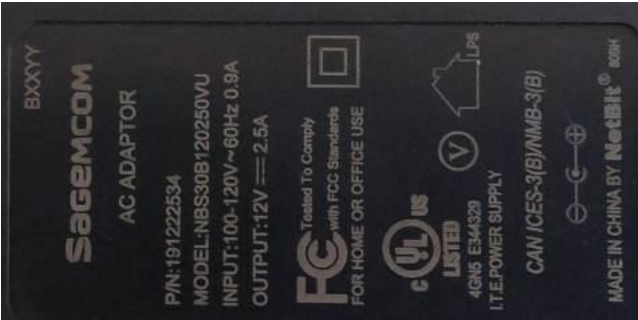 BXXYY
SAGEMCOM
AC ADAPTOR
P/N:191222534
MODEL:NBS30B120250VU
INPUT:100-120V~60Hz 0.9A
OUTPUT:12V⎓2.5A
FC Tested To Comply
with FCC Standards
FOR HOME OR OFFICE USE
C UL US
LISTED
4GN5 E344329
I.T.E.POWER SUPPLY
V
LPS
CAN ICES-3(B)/NMB-3(B)
MADE IN CHINA BY NetBit®